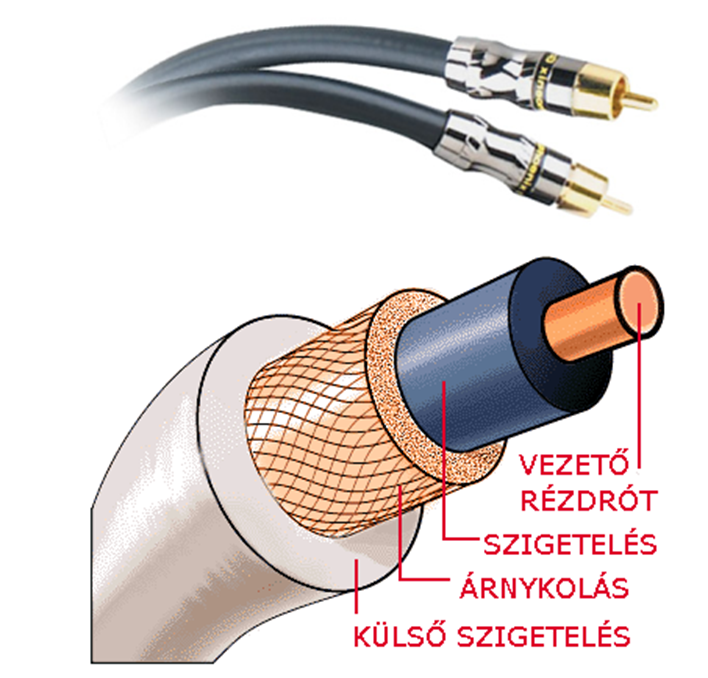 VEZETŐ
RÉZDRÓT
SZIGETELÉS
ÁRNYKOLÁS
KÜLSŐ SZIGETELÉS